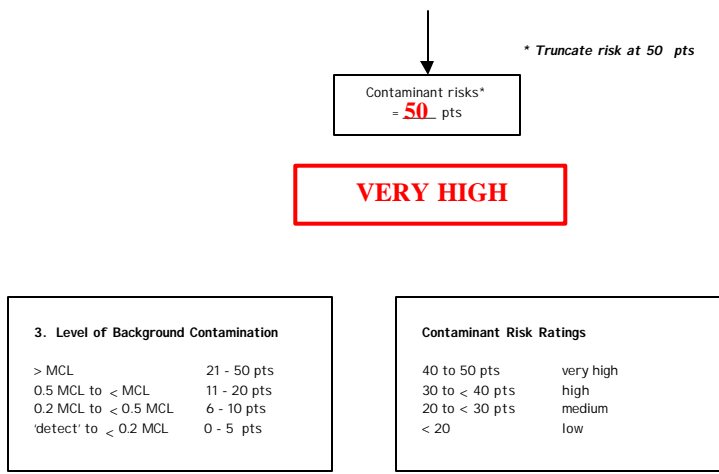 * Truncate risk at 50 pts
Contaminant risks*
= 50 pts
VERY HIGH
3. Level of Background Contamination
> MCL 21 - 50 pts
0.5 MCL to < MCL 11 - 20 pts
0.2 MCL to < 0.5 MCL 6 - 10 pts
'detect' to < 0.2 MCL 0 - 5 pts
Contaminant Risk Ratings
40 to 50 pts very high
30 to < 40 pts high
20 to < 30 pts medium
< 20 low